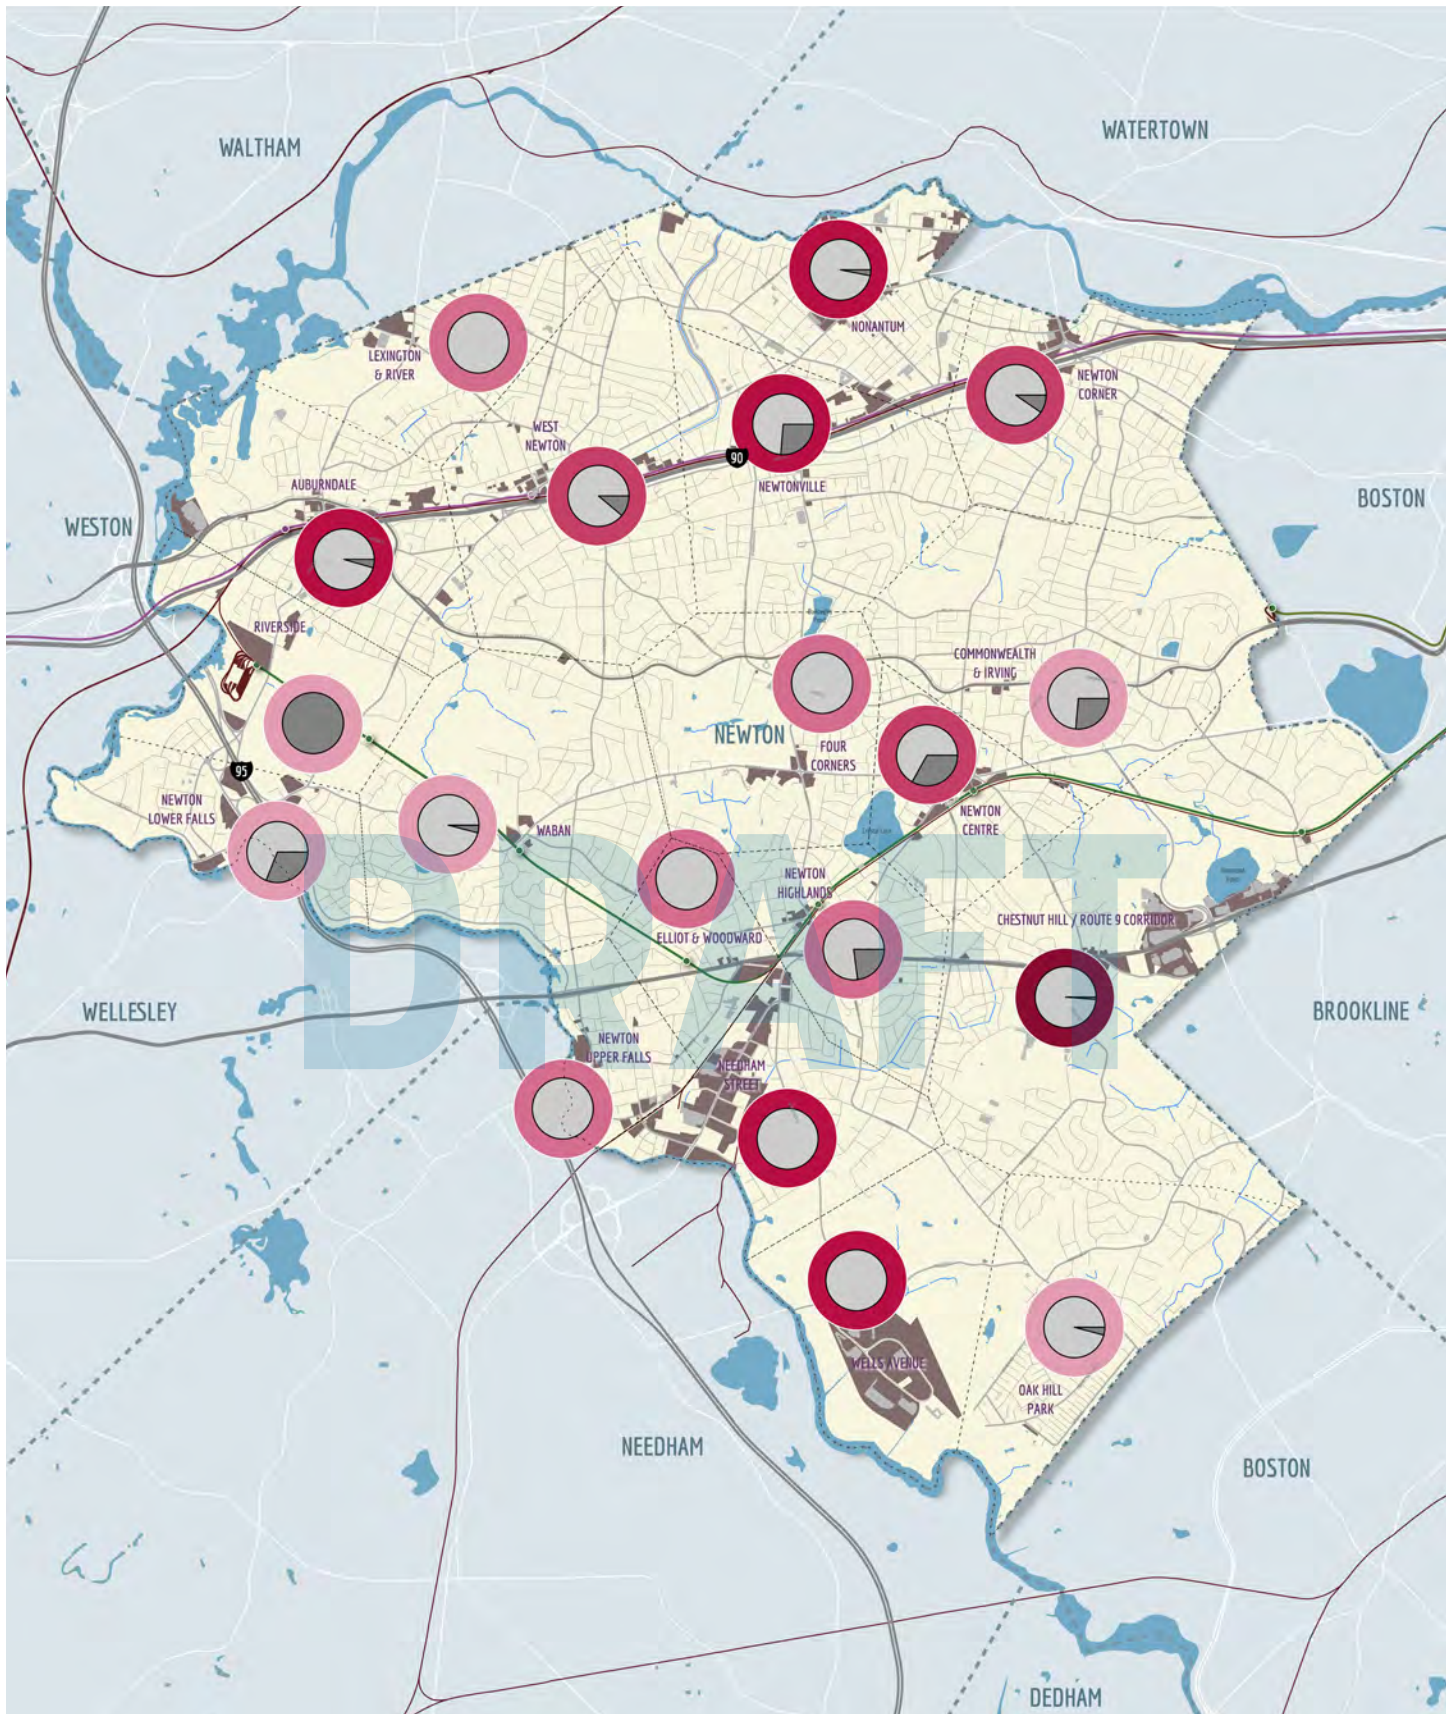 WALTHAM
WATERTOWN
NONANTUM
LEXINGTON
& RIVER
NEWTON
CORNER
WEST
NEWTON
90
AUBURNDALE
NEWTONVILLE
BOSTON
WESTON
RIVERSIDE
COMMONWEALTH
& IRVING
NEWTON
FOUR
CORNERS
95
NEWTON
LOWER FALLS
NEWTON
CENTRE
WABAN
NEWTON
HIGHLANDS
CHESTNUT HILL / ROUTE 9 CORRIDOR
ELLIOT & WOODWARD
DRAFT
WELLESLEY
BROOKLINE
NEWTON
UPPER FALLS
NEEDHAM
STREET
WELLS AVENUE
OAK HILL
PARK
NEEDHAM
BOSTON
DEDHAM